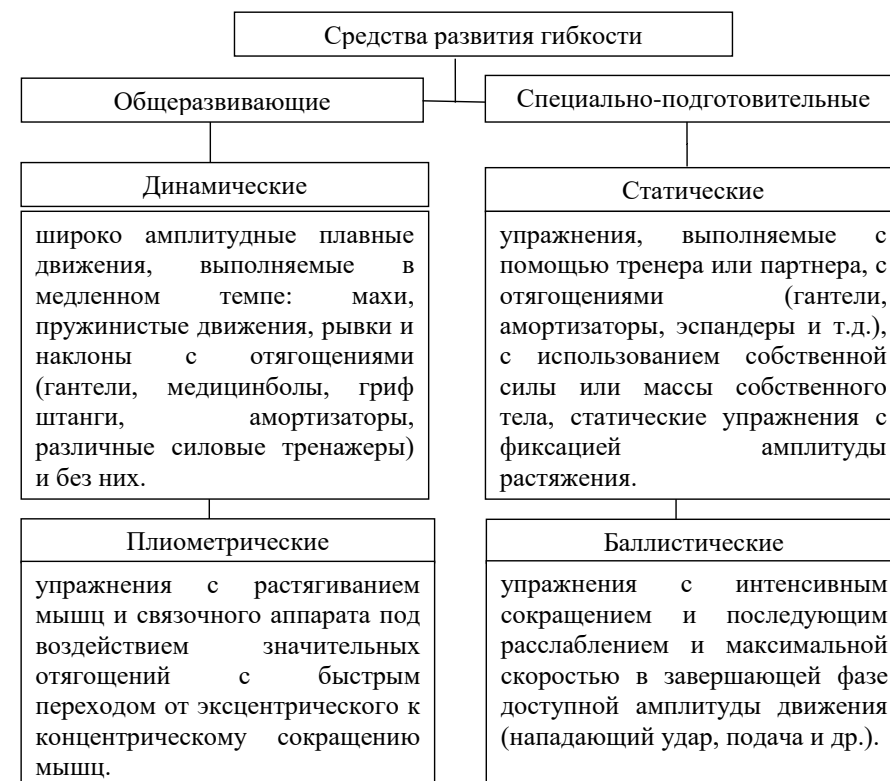 Средства развития гибкости
Общеразвивающие
Специально-подготовительные
Динамические
широко амплитудные плавные
движения, выполняемые в
медленном темпе: махи,
пружинистые движения, рывки и
наклоны с отягощениями
(гантели, медицинболы, гриф
штанги, амортизаторы,
различные силовые тренажеры)
и без них.
Статические
упражнения, выполняемые с
помощью тренера или партнера, с
отягощениями (гантели,
амортизаторы, эспандеры и т.д.),
с использованием собственной
силы или массы собственного
тела, статические упражнения с
фиксацией амплитуды
растяжения.
Плиометрические
упражнения с растягиванием
мышц и связочного аппарата под
воздействием значительных
отягощений с быстрым
переходом от эксцентрического к
концентрическому сокращению
мышц.
Баллистические
упражнения с интенсивным
сокращением и последующим
расслаблением и максимальной
скоростью в завершающей фазе
доступной амплитуды движения
(нападающий удар, подача и др.).